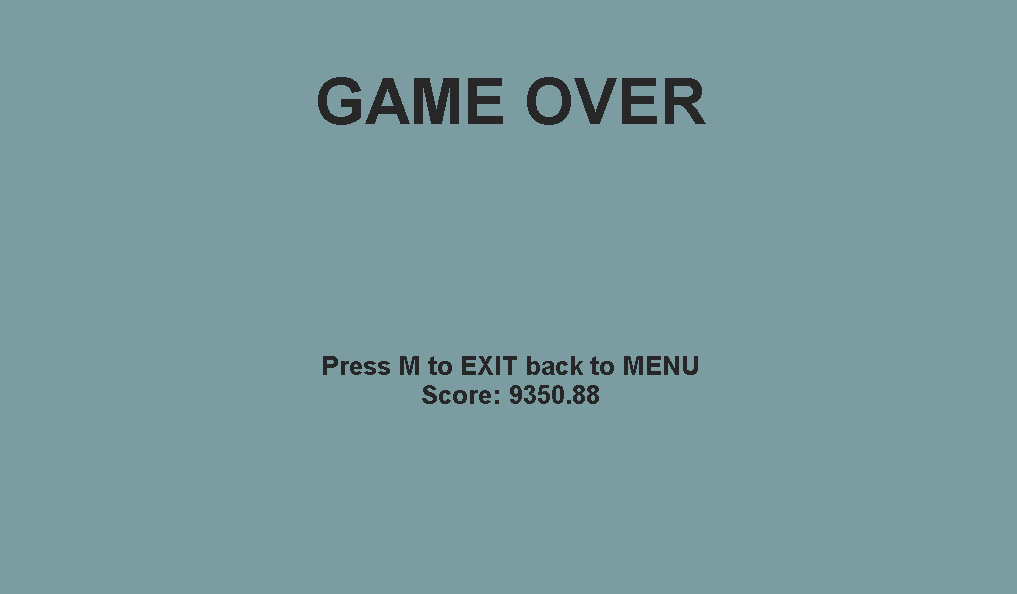 GAME OVER
Press M to EXIT back to MENU
Score: 9350.88